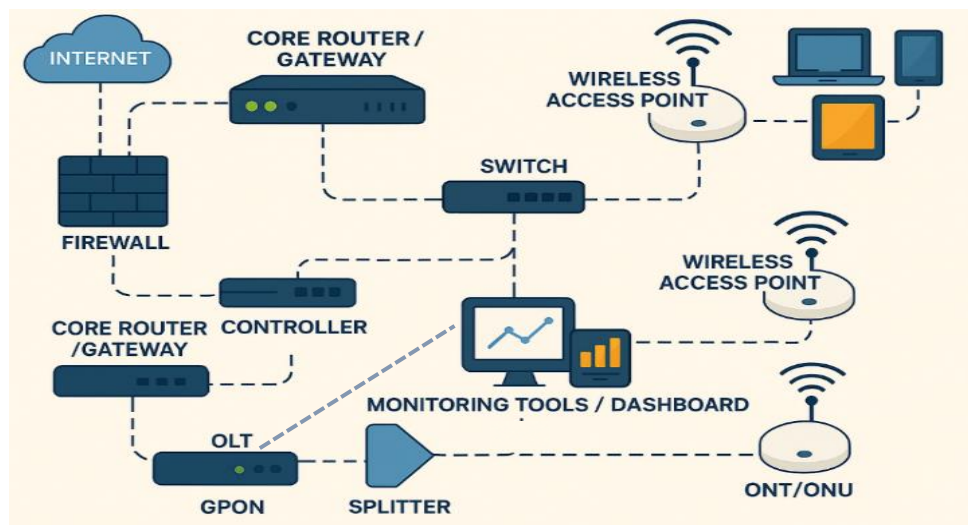 INTERNET
CORE ROUTER /
GATEWAY
WIRELESS
ACCESS POINT
SWITCH
FIREWALL
WIRELESS
ACCESS POINT
CORE ROUTER
/GATEWAY
CONTROLLER
MONITORING TOOLS / DASHBOARD
OLT
GPON
SPLITTER
ONT/ONU